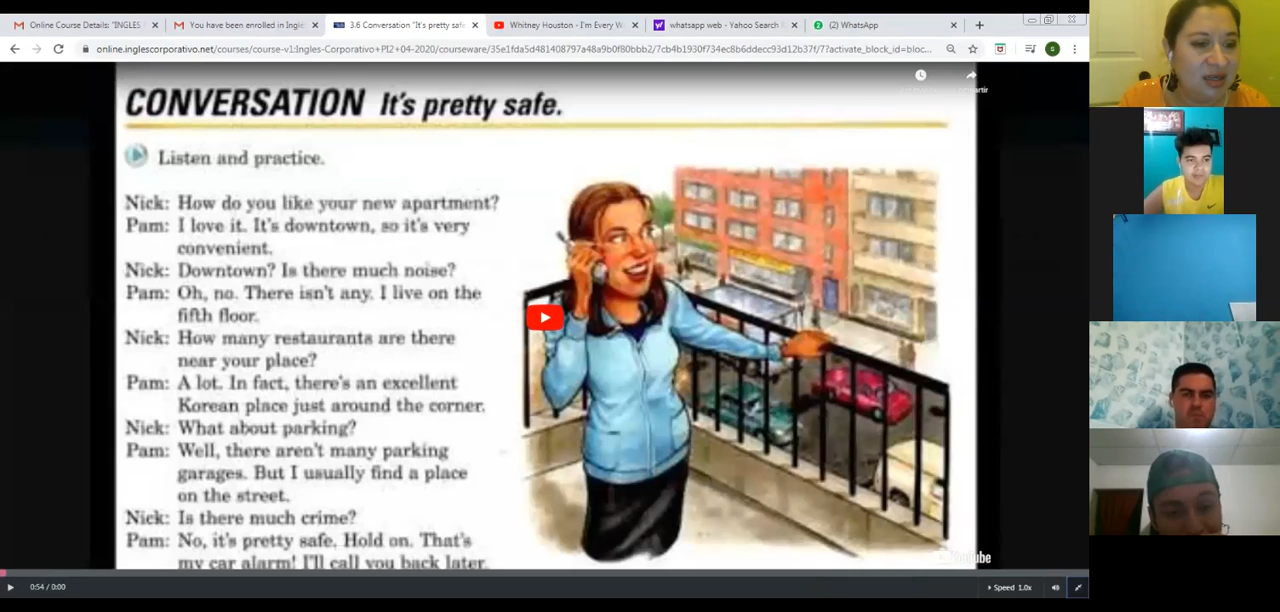 Online Course Details: "INGLES
You have been enrolled in Ingle
3.6 Conversation "It's pretty safe
Whitney Houston - I'm Every W
whatsapp web - Yahoo Search
(2) WhatsApp
online.inglescorporativo.net/courses/course-v1:Ingles-Corporativo+PI2+04-2020/courseware/35e1fda5d481408797a48a9b0f80bbb2/7cb4b1930f734ec8b6ddecc93d12b37f/7?activate_block_id=bloc...
CONVERSATION It's pretty safe.
Listen and practice.
Nick: How do you like your new apartment?
Pam: I love it. It's downtown, so it's very
convenient.
Nick: Downtown? Is there much noise?
Pam: Oh, no. There isn't any. I live on the
fifth floor.
Nick: How many restaurants are there
near your place?
Pam: A lot. In fact, there's an excellent
Korean place just around the corner.
Nick: What about parking?
Pam: Well, there aren't many parking
garages. But I usually find a place
on the street.
Nick: Is there much crime?
Pam: No, it's pretty safe. Hold on. That's
my car alarm! I'll call you back later.
0:54 / 0:00
Speed 1.0x